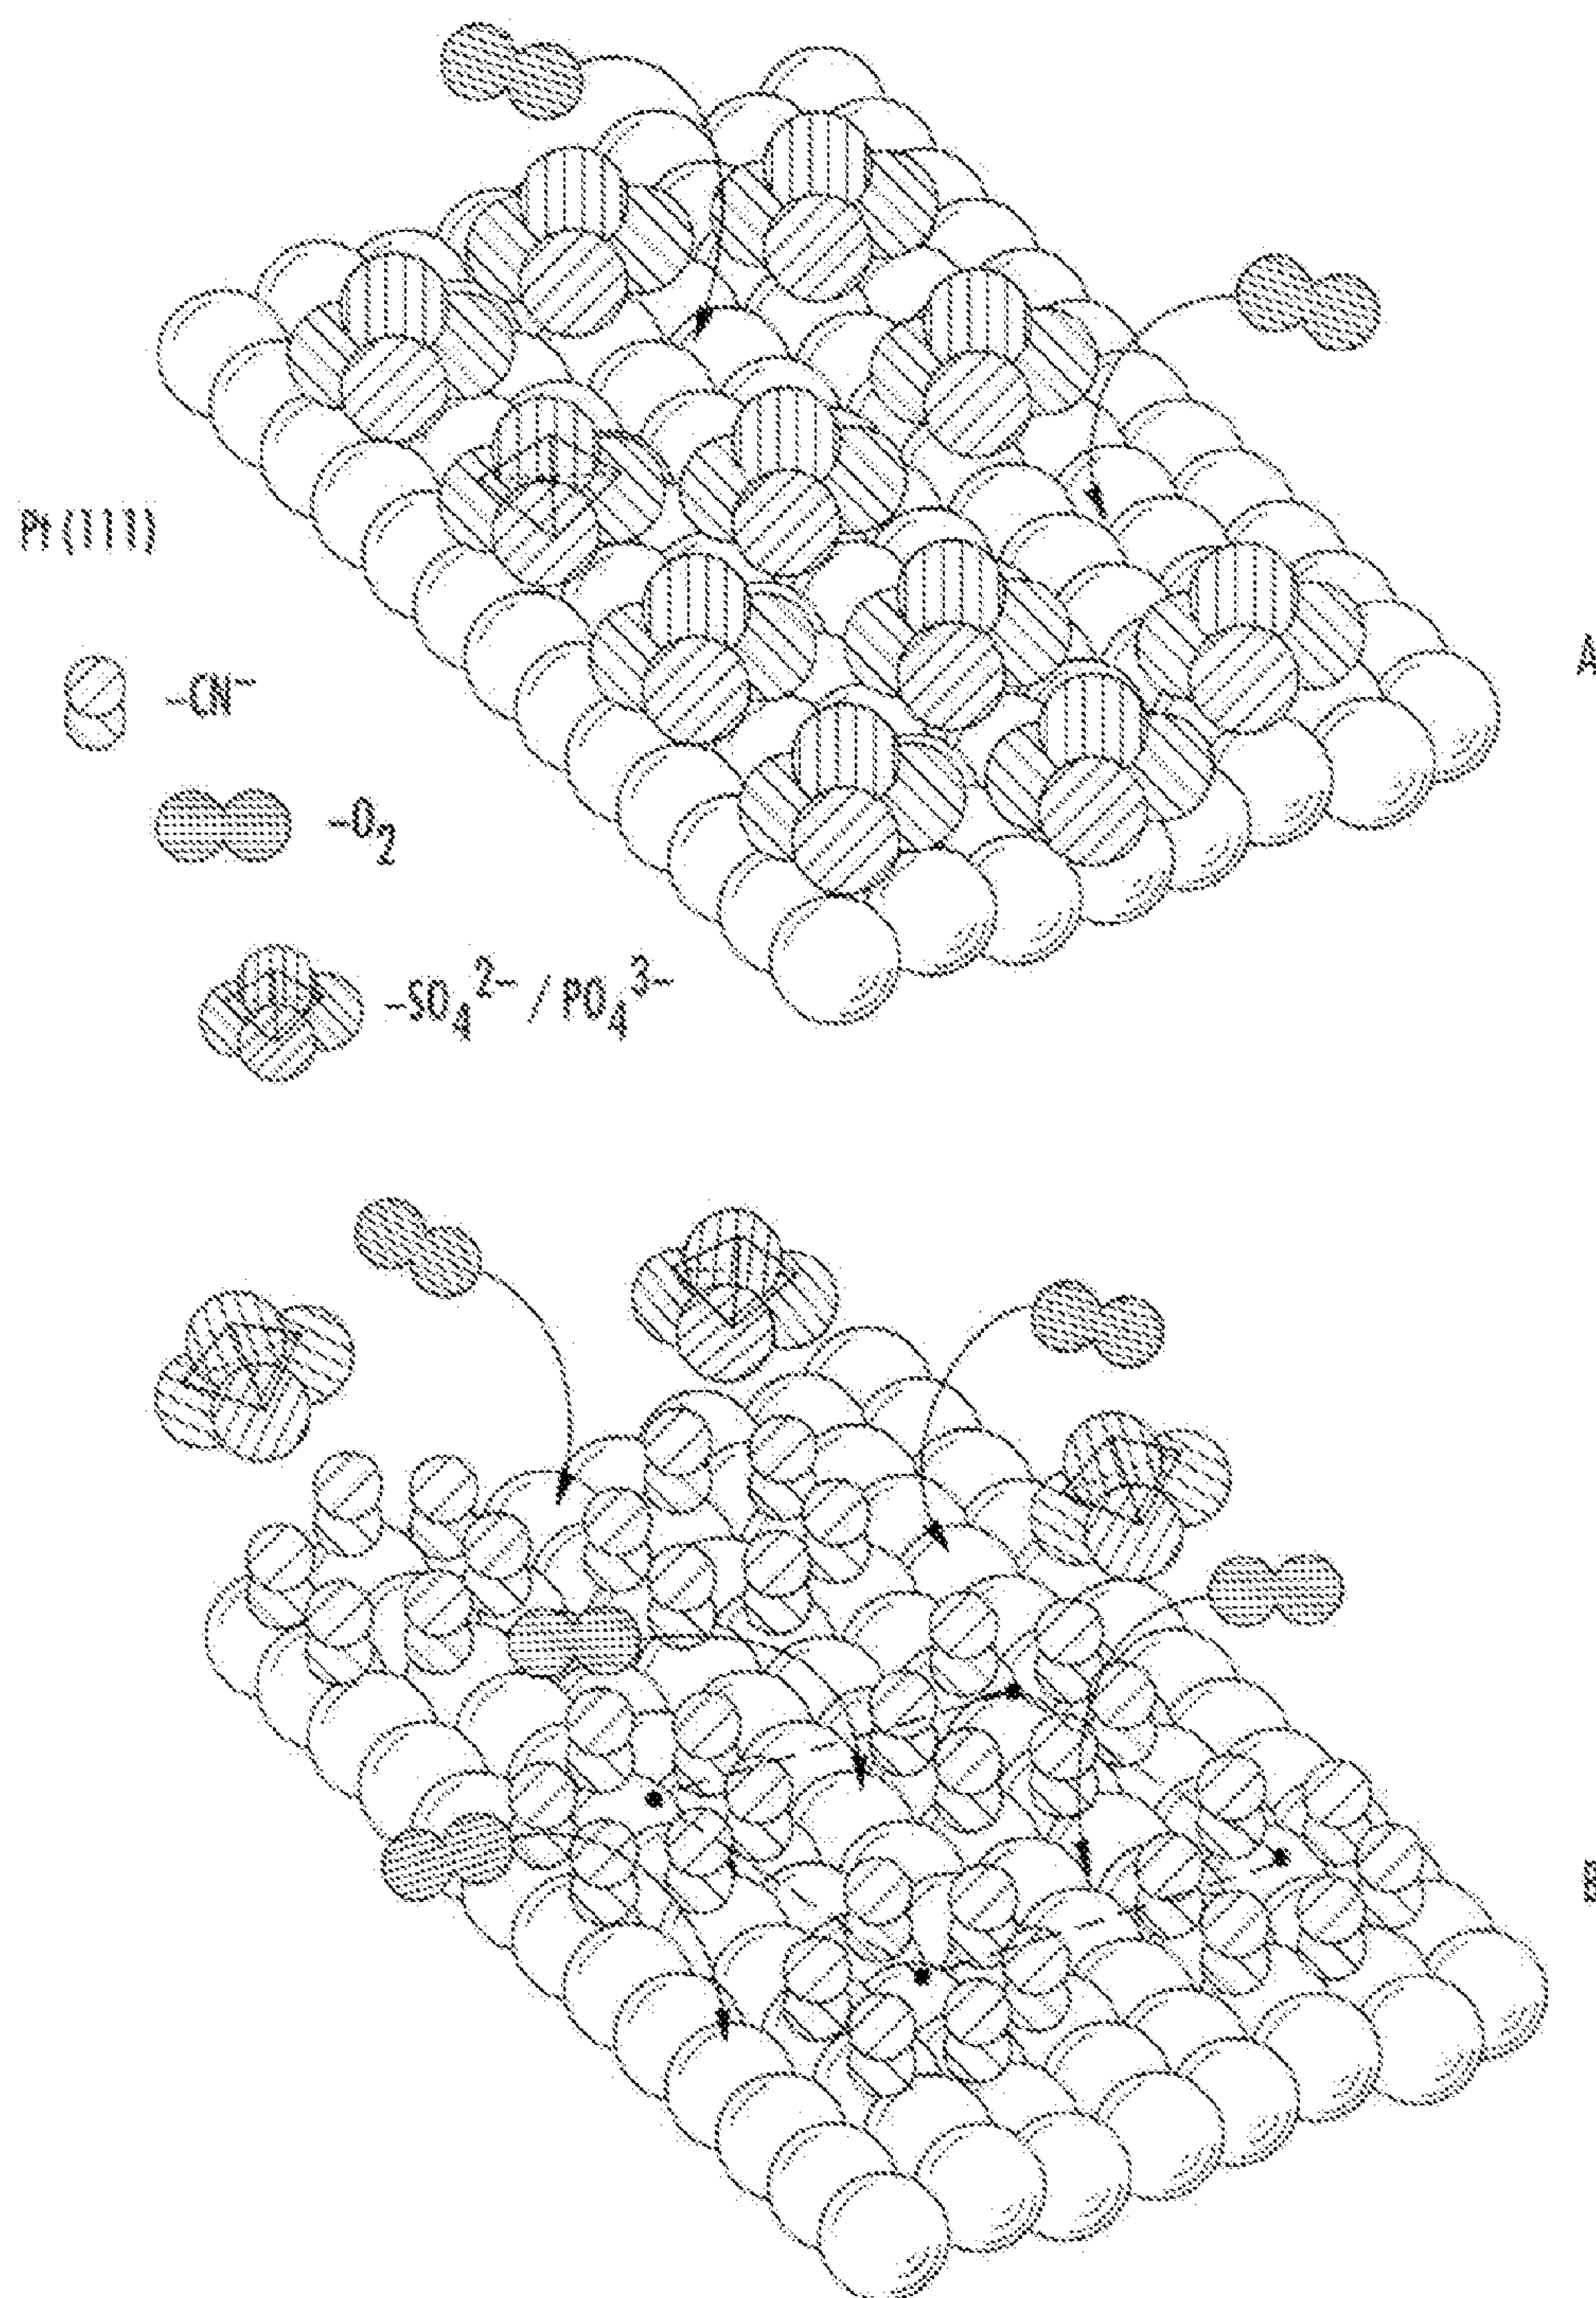 Pt(111)
A
-CN⁻
-O₂
-SO₄²⁻ / PO₄³⁻